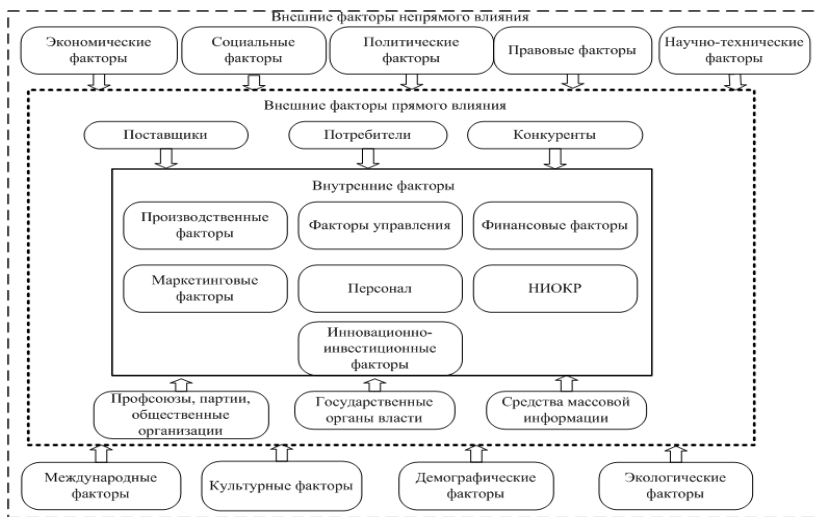 Внешние факторы непрямого влияния
Экономические
факторы
Социальные
факторы
Политические
факторы
Правовые факторы
Научно-технические
факторы
Внешние факторы прямого влияния
Поставщики
Потребители
Конкуренты
Внутренние факторы
Производственные
факторы
Факторы управления
Финансовые факторы
Маркетинговые
факторы
Персонал
НИОКР
Инновационно-
инвестиционные
факторы
Профсоюзы, партии,
общественные
организации
Государственные
органы власти
Средства массовой
информации
Международные
факторы
Культурные факторы
Демографические
факторы
Экологические
факторы